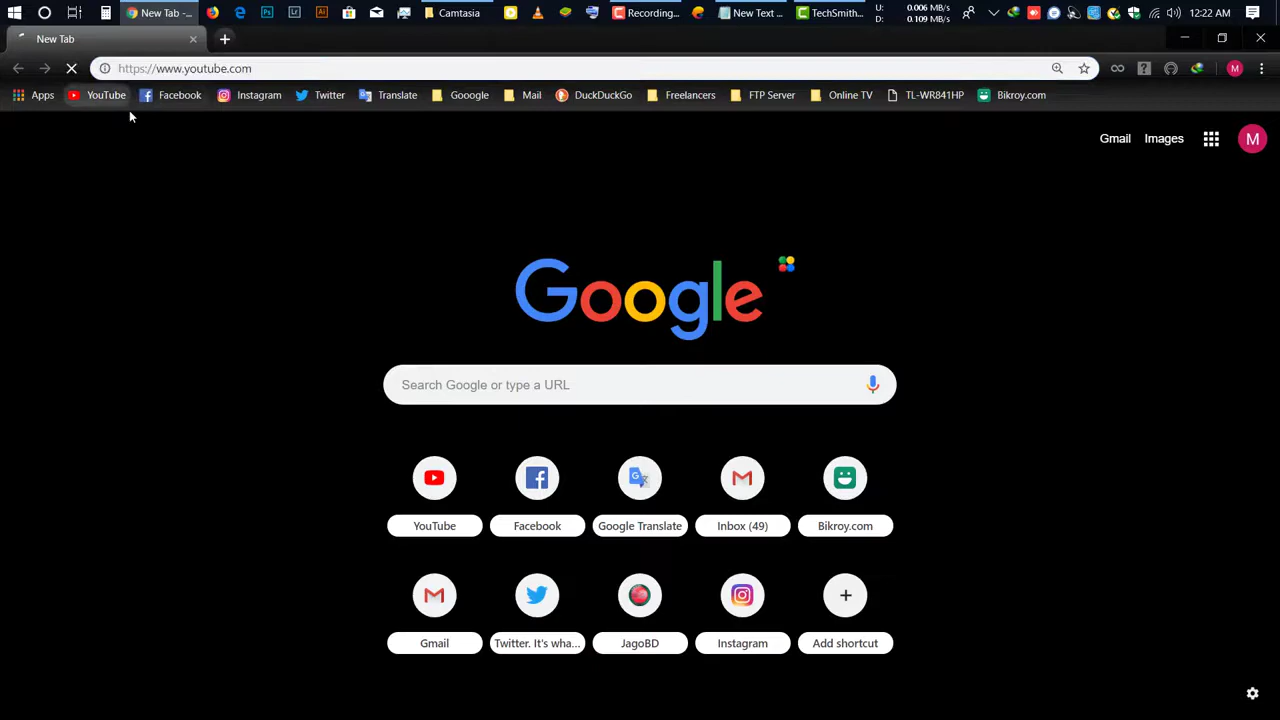 New Tab -...
Camtasia
Recording...
New Text ...
TechSmith...
U:
D:
0.006 MB/s
0.109 MB/s
12:22 AM
New Tab
https://www.youtube.com
M
Apps
YouTube
Facebook
Instagram
Twitter
Translate
Gooogle
Mail
DuckDuckGo
Freelancers
FTP Server
Online TV
TL-WR841HP
Bikroy.com
Gmail
Images
M
Google
Search Google or type a URL
YouTube
Facebook
Google Translate
Inbox (49)
Bikroy.com
Gmail
Twitter. It's wha...
JagoBD
Instagram
Add shortcut